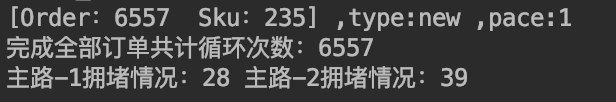 [Order: 6557  Sku: 235] ,type:new ,pace:1
完成全部订单共计循环次数：6557
主路-1拥堵情况：28 主路-2拥堵情况：39